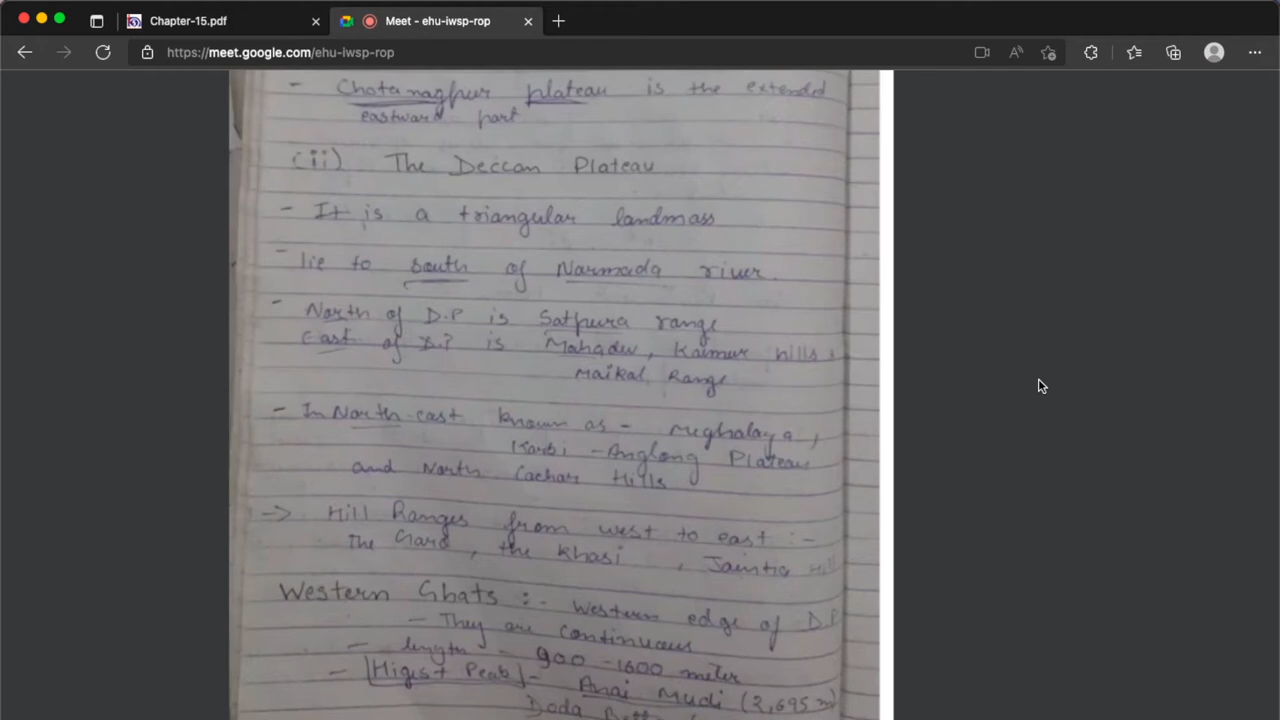 Chapter-15.pdf
Meet - ehu-iwsp-rop
https://meet.google.com/ehu-iwsp-rop
- Chotanagpur plateau is the extended
eastward part
(ii) The Deccan Plateau
- It is a triangular landmass
- lie to south of Narmada river
- North of D.P is Satpura range
East of D.P is Mahadev, Kaimur hills &
Maikal Range
- In North-east known as - Meghalaya,
Karbi - Anglong Plateau
and North Cachar Hills
-> Hill Ranges from west to east :-
The Garo, the Khasi, Jaintia Hill
Western Ghats :- Western edge of D.P
- They are continuous
- length - 900 -1600 meter
- Higest Peak - Anai Mudi (2,695 m)
Doda